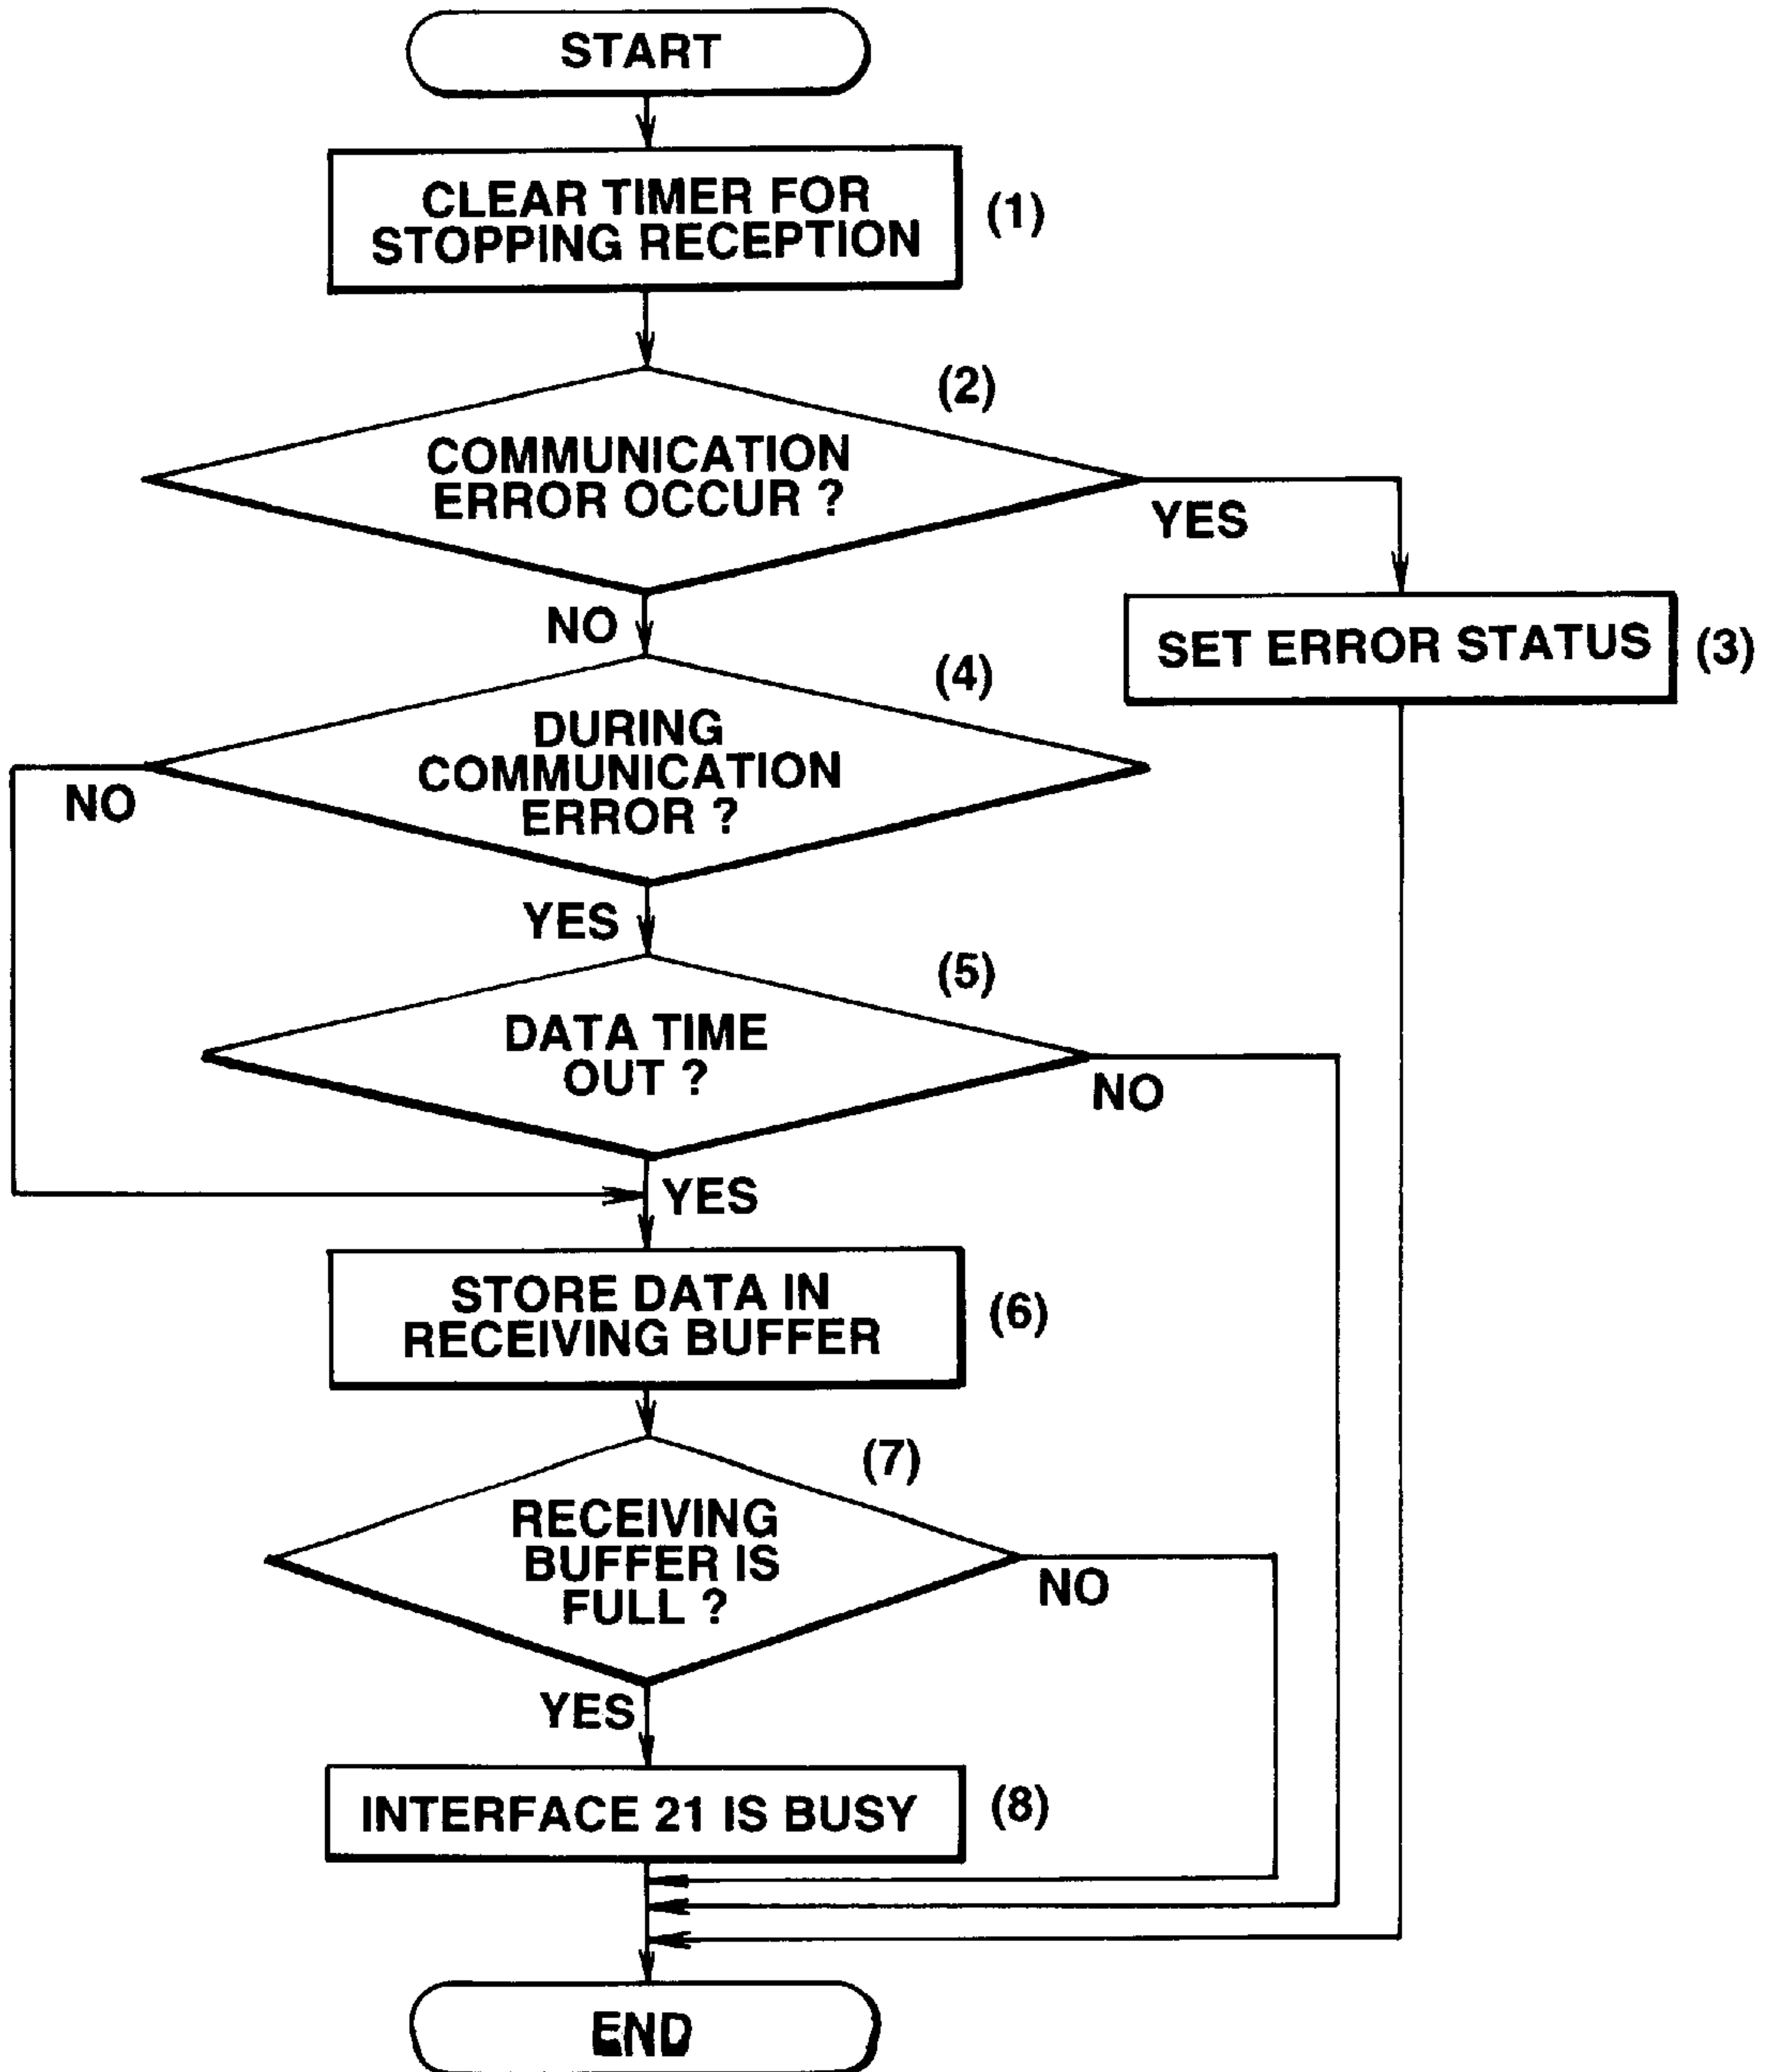 START
CLEAR TIMER FOR
STOPPING RECEPTION
(1)
(2)
COMMUNICATION
ERROR OCCUR ?
YES
NO
SET ERROR STATUS
(3)
(4)
DURING
COMMUNICATION
ERROR ?
NO
YES
(5)
DATA TIME
OUT ?
NO
YES
STORE DATA IN
RECEIVING BUFFER
(6)
(7)
RECEIVING
BUFFER IS
FULL ?
NO
YES
INTERFACE 21 IS BUSY
(8)
END